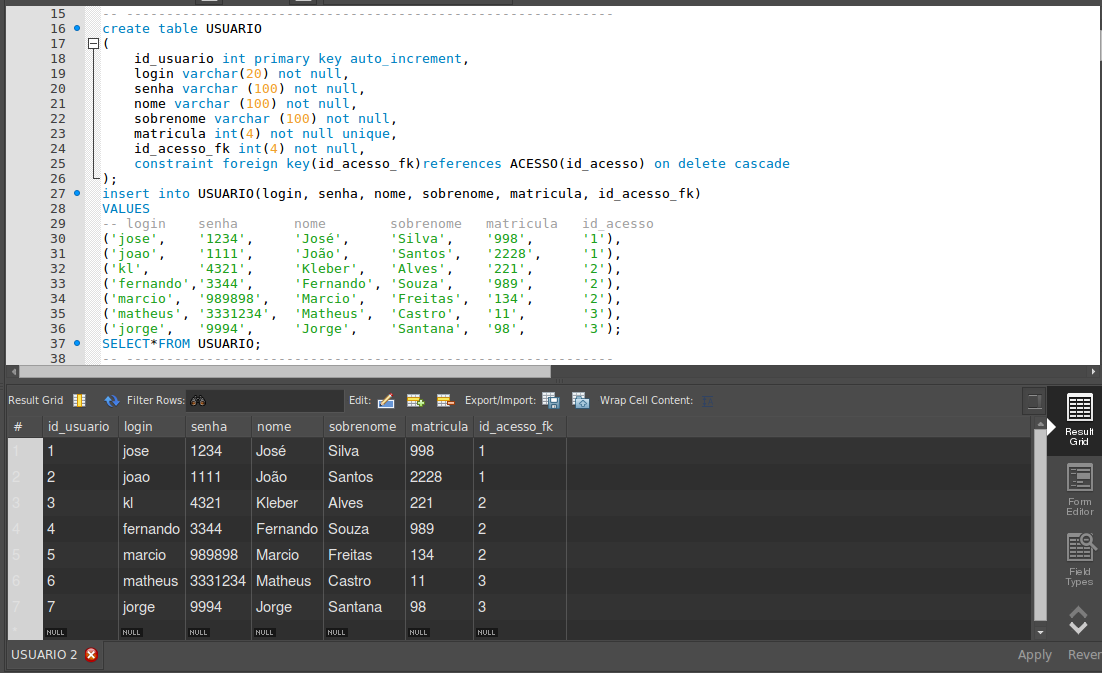 15 -- -------------------------------------------------------------
16 create table USUARIO
17 (
18 id_usuario int primary key auto_increment,
19 login varchar(20) not null,
20 senha varchar (100) not null,
21 nome varchar (100) not null,
22 sobrenome varchar (100) not null,
23 matricula int(4) not null unique,
24 id_acesso_fk int(4) not null,
25 constraint foreign key(id_acesso_fk)references ACESSO(id_acesso) on delete cascade
26 );
27 insert into USUARIO(login, senha, nome, sobrenome, matricula, id_acesso_fk)
28 VALUES
29 -- login senha nome sobrenome matricula id_acesso
30 ('jose', '1234', 'José', 'Silva', '998', '1'),
31 ('joao', '1111', 'João', 'Santos', '2228', '1'),
32 ('kl', '4321', 'Kleber', 'Alves', '221', '2'),
33 ('fernando','3344', 'Fernando', 'Souza', '989', '2'),
34 ('marcio', '989898', 'Marcio', 'Freitas', '134', '2'),
35 ('matheus', '3331234', 'Matheus', 'Castro', '11', '3'),
36 ('jorge', '9994', 'Jorge', 'Santana', '98', '3');
37 SELECT*FROM USUARIO;
38 -- -------------------------------------------------------------
Result Grid Filter Rows: Edit: Export/Import: Wrap Cell Content:
# id_usuario login senha nome sobrenome matricula id_acesso_fk
1 1 jose 1234 José Silva 998 1
2 2 joao 1111 João Santos 2228 1
3 3 kl 4321 Kleber Alves 221 2
4 4 fernando 3344 Fernando Souza 989 2
5 5 marcio 989898 Marcio Freitas 134 2
6 6 matheus 3331234 Matheus Castro 11 3
7 7 jorge 9994 Jorge Santana 98 3
* NULL NULL NULL NULL NULL NULL NULL
Result
Grid
Form
Editor
Field
Types
USUARIO 2 Apply Rever